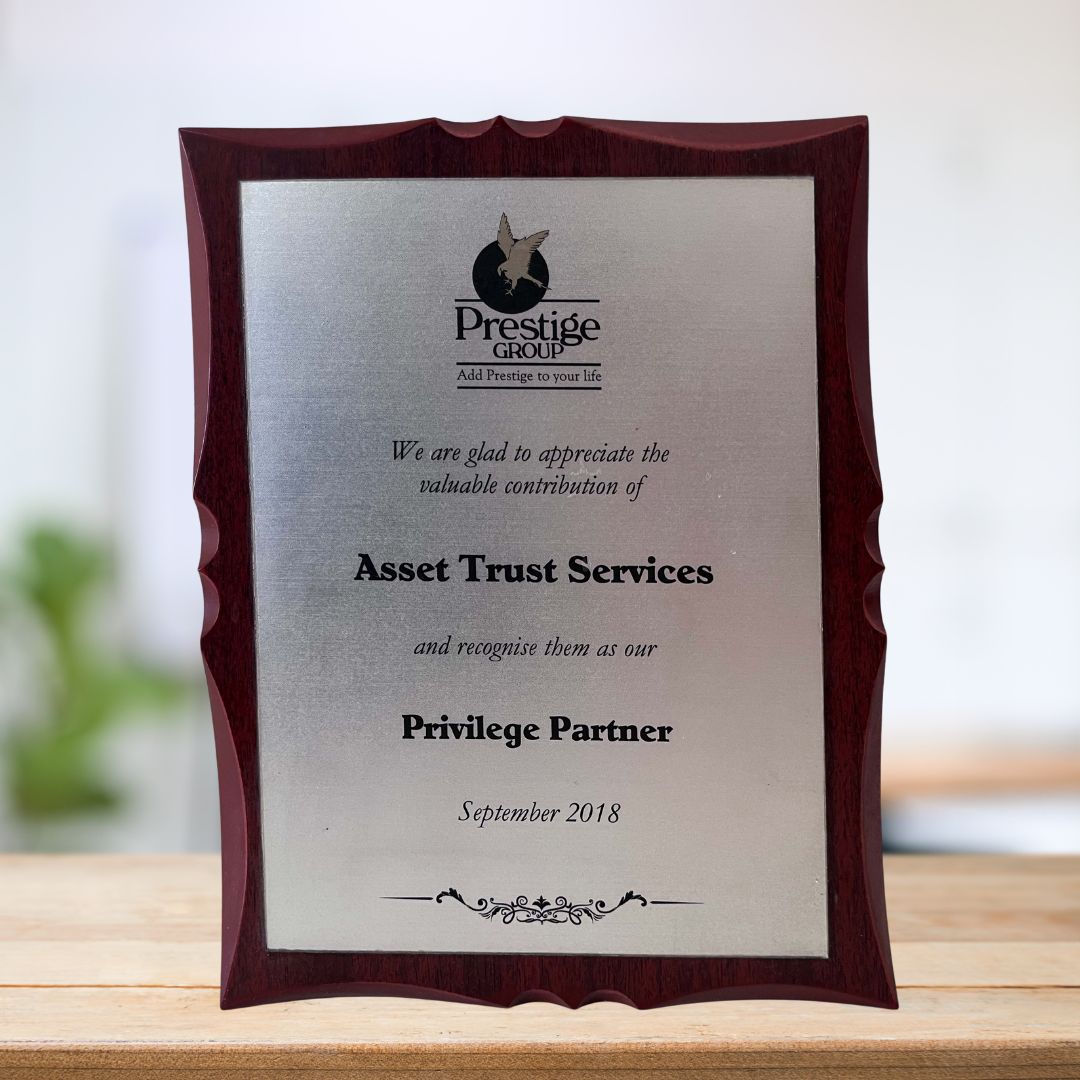 Prestige
GROUP
Add Prestige to your life
We are glad to appreciate the
valuable contribution of
Asset Trust Services
and recognise them as our
Privilege Partner
September 2018